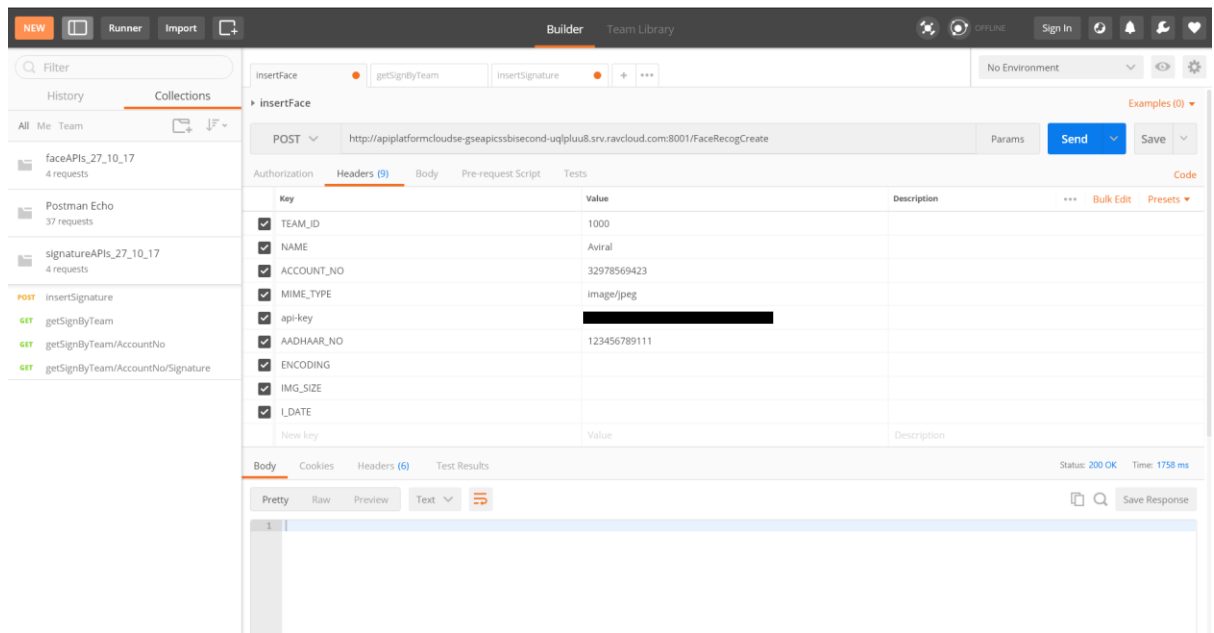 NEW Runner Import Builder Team Library OFFLINE Sign In
Filter
History Collections
All Me Team
faceAPIs_27_10_17
4 requests
Postman Echo
37 requests
signatureAPIs_27_10_17
4 requests
POST insertSignature
GET getSignByTeam
GET getSignByTeam/AccountNo
GET getSignByTeam/AccountNo/Signature
insertFace getSignByTeam insertSignature + ••• No Environment
insertFace Examples (0)
POST http://apiplatformcloudse-gseapicssbisecond-uqlpluu8.srv.ravcloud.com:8001/FaceRecogCreate Params Send Save
Authorization Headers (9) Body Pre-request Script Tests Code
Key Value Description ••• Bulk Edit Presets
TEAM_ID 1000
NAME Aviral
ACCOUNT_NO 32978569423
MIME_TYPE image/jpeg
api-key
AADHAAR_NO 123456789111
ENCODING
IMG_SIZE
I_DATE
New key Value Description
Body Cookies Headers (6) Test Results Status: 200 OK Time: 1758 ms
Pretty Raw Preview Text Save Response
1